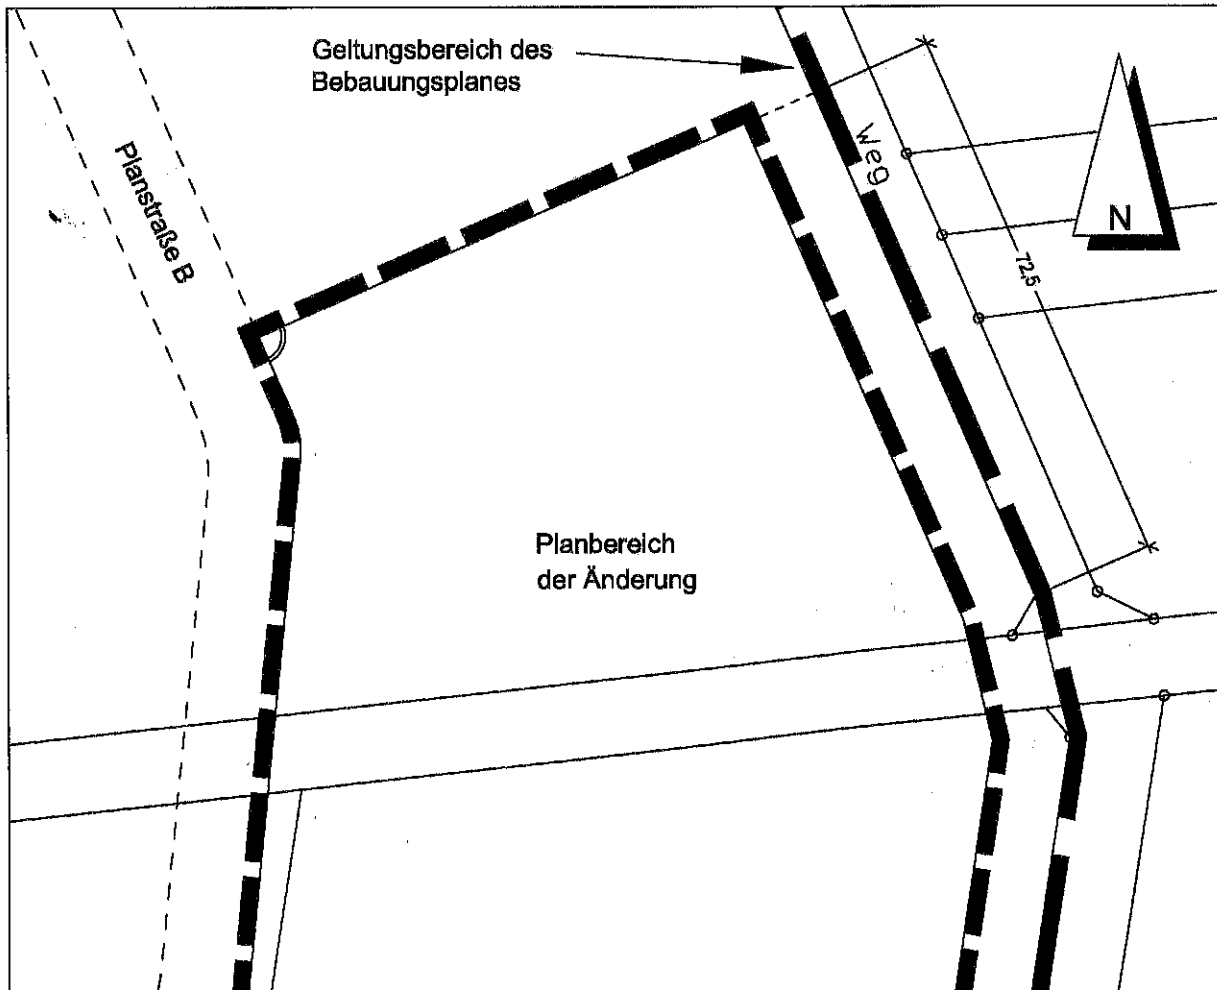 Geltungsbereich des
Bebauungsplanes
Weg
Planstraße B
N
72,5
Planbereich
der Änderung